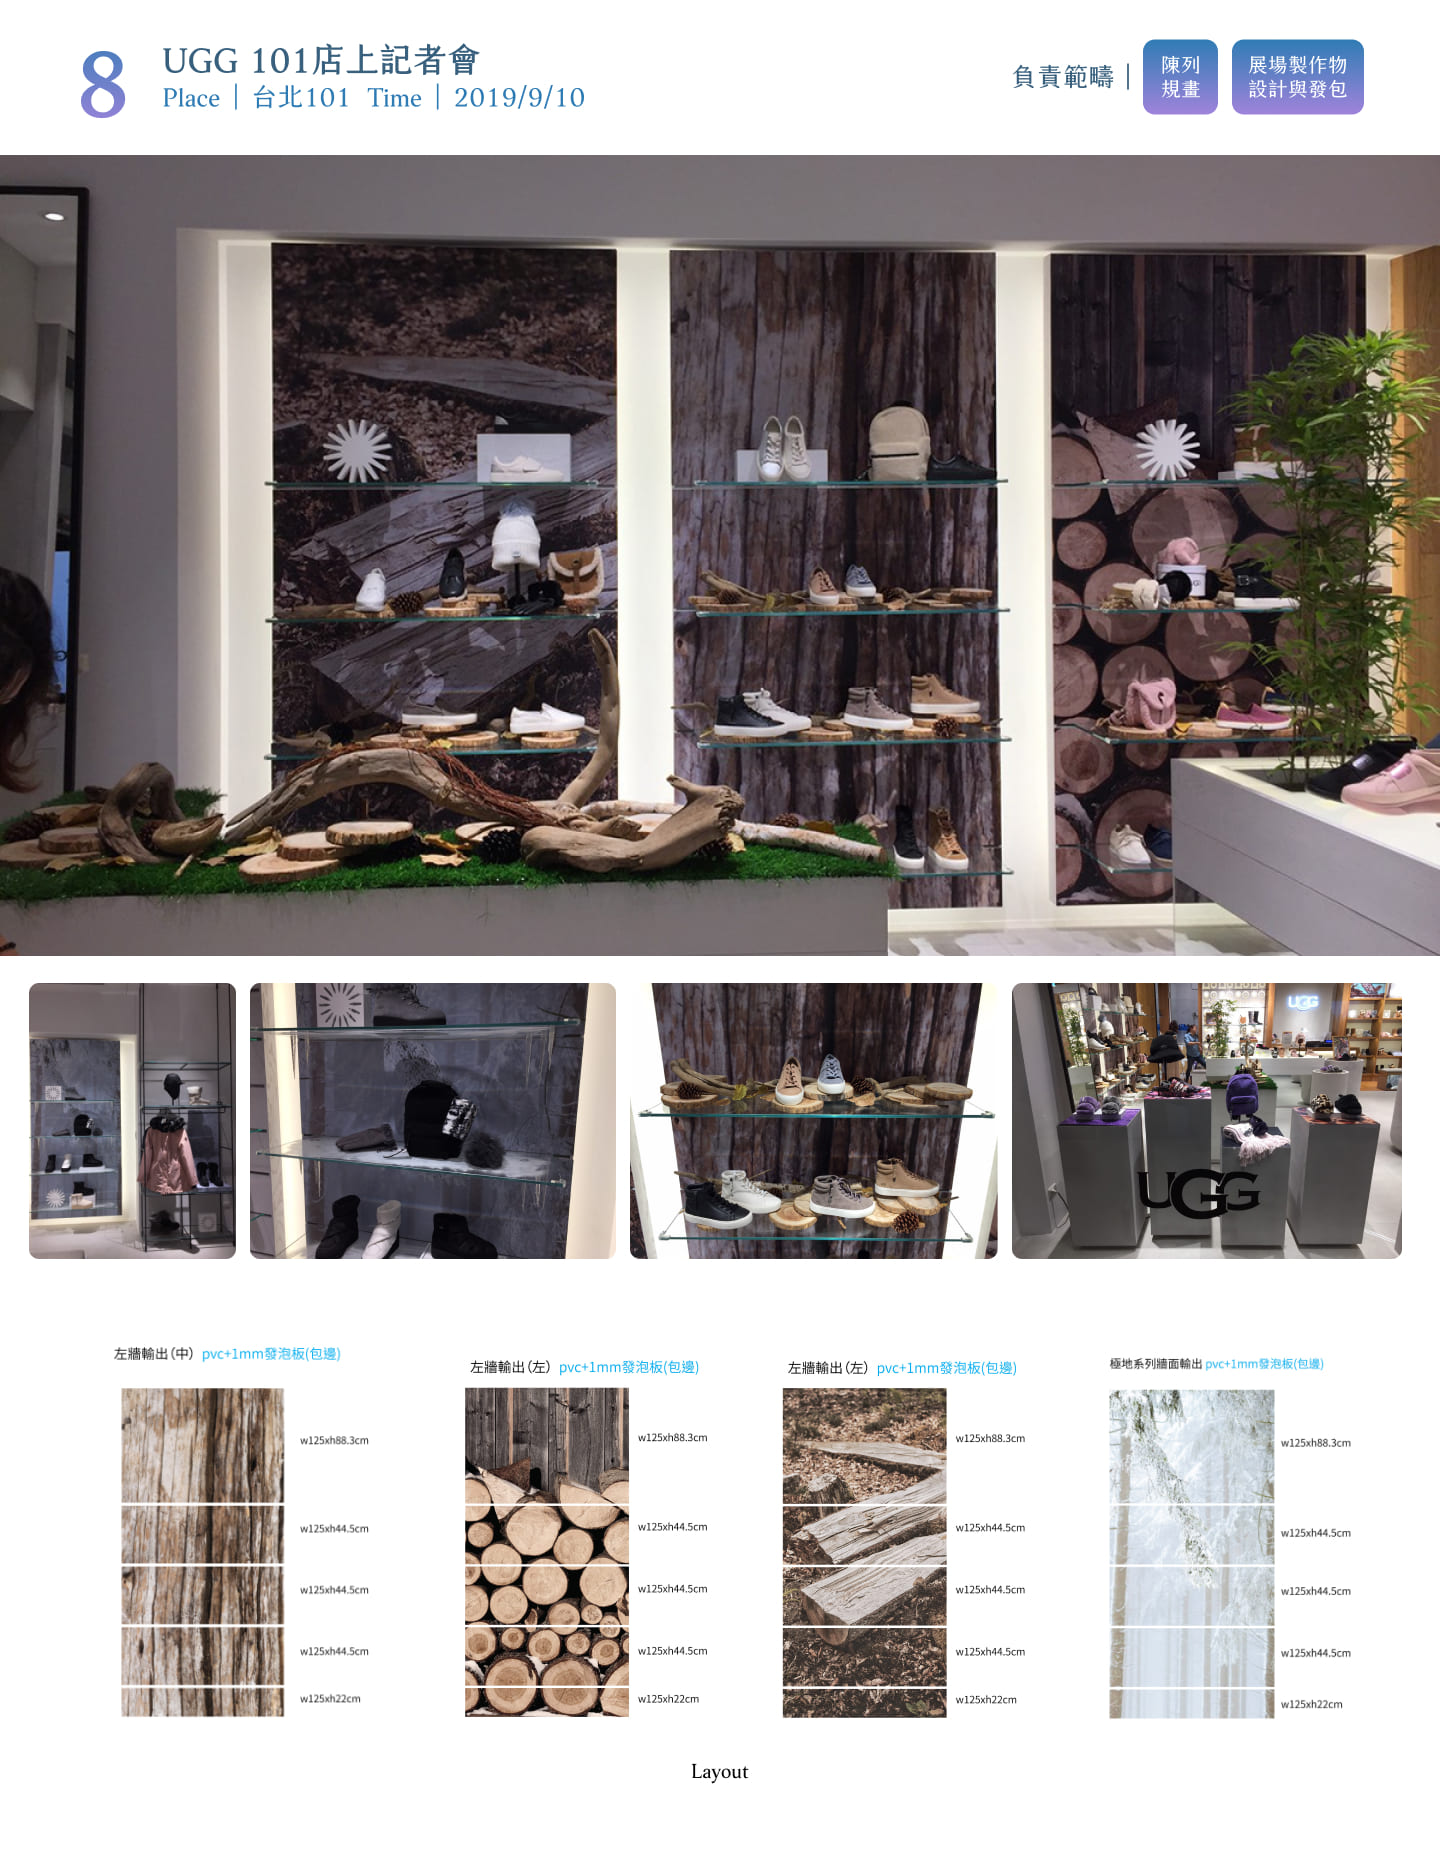 8
UGG 101店上記者會
Place｜台北101 Time｜2019/9/10
負責範疇｜
陳列
規畫
展場製作物
設計與發包
UGG
UGG
左牆輸出（中） pvc+1mm發泡板(包邊)
w125xh88.3cm
w125xh44.5cm
w125xh44.5cm
w125xh44.5cm
w125xh22cm
左牆輸出（左） pvc+1mm發泡板(包邊)
w125xh88.3cm
w125xh44.5cm
w125xh44.5cm
w125xh44.5cm
w125xh22cm
左牆輸出（左） pvc+1mm發泡板(包邊)
w125xh88.3cm
w125xh44.5cm
w125xh44.5cm
w125xh44.5cm
w125xh22cm
極地系列牆面輸出 pvc+1mm發泡板(包邊)
w125xh88.3cm
w125xh44.5cm
w125xh44.5cm
w125xh44.5cm
w125xh22cm
Layout